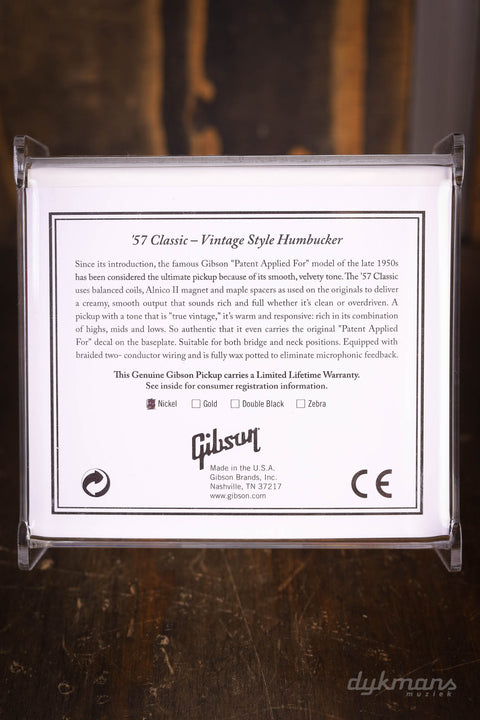 '57 Classic – Vintage Style Humbucker
Since its introduction, the famous Gibson "Patent Applied For" model of the late 1950s
has been considered the ultimate pickup because of its smooth, velvety tone. The '57 Classic
uses balanced coils, Alnico II magnet and maple spacers as used on the originals to deliver
a creamy, smooth output that sounds rich and full whether it's clean or overdriven. A
pickup with a tone that is "true vintage," it's warm and responsive: rich in its combination
of highs, mids and lows. So authentic that it even carries the original "Patent Applied
For" decal on the baseplate. Suitable for both bridge and neck positions. Equipped with
braided two- conductor wiring and is fully wax potted to eliminate microphonic feedback.
This Genuine Gibson Pickup carries a Limited Lifetime Warranty.
See inside for consumer registration information.
Nickel Gold Double Black Zebra
Gibson
Made in the U.S.A.
Gibson Brands, Inc.
Nashville, TN 37217
www.gibson.com
CE
dykmans
muziek